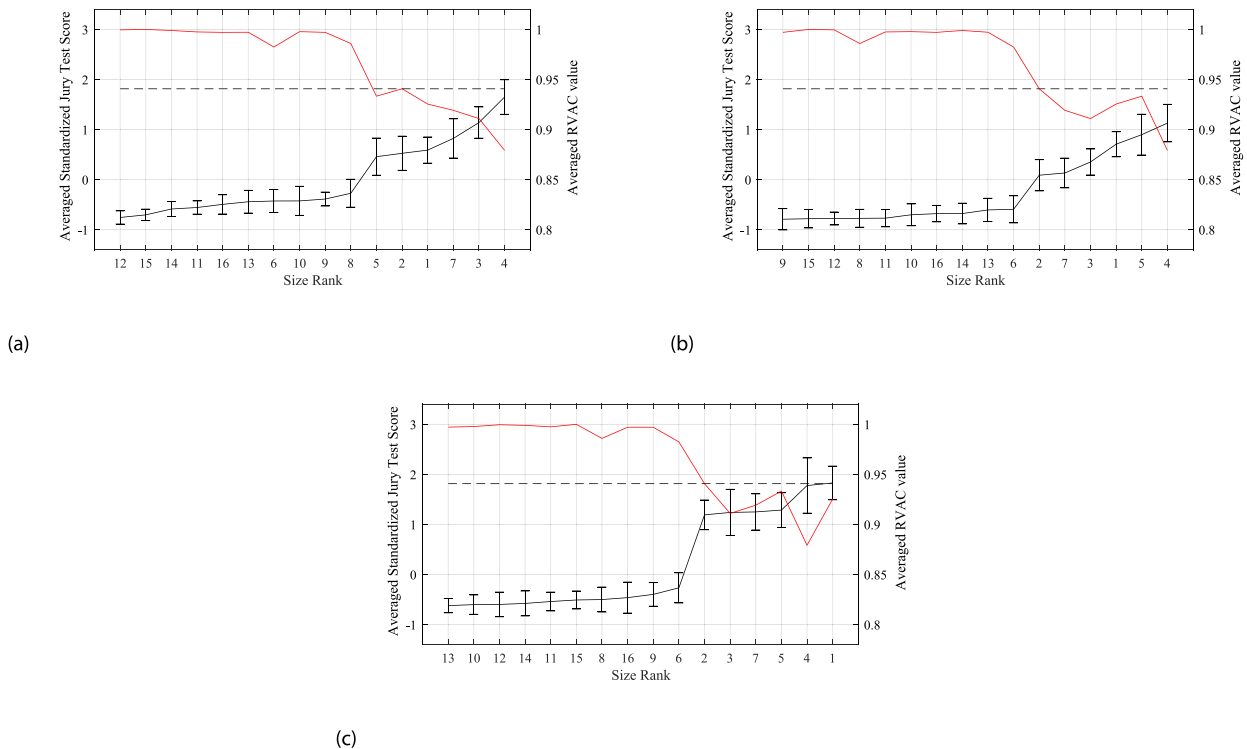 Averaged Standardized Jury Test Score
3
2
1
0
-1
1
0.95
0.9
0.85
0.8
Averaged RVAC value
12 15 14 11 16 13 6 10 9 8 5 2 1 7 3 4
Size Rank
(a)
Averaged Standardized Jury Test Score
3
2
1
0
-1
1
0.95
0.9
0.85
0.8
Averaged RVAC value
9 15 12 8 11 10 16 14 13 6 2 7 3 1 5 4
Size Rank
(b)
Averaged Standardized Jury Test Score
3
2
1
0
-1
1
0.95
0.9
0.85
0.8
Averaged RVAC value
13 10 12 14 11 15 8 16 9 6 2 3 7 5 4 1
Size Rank
(c)